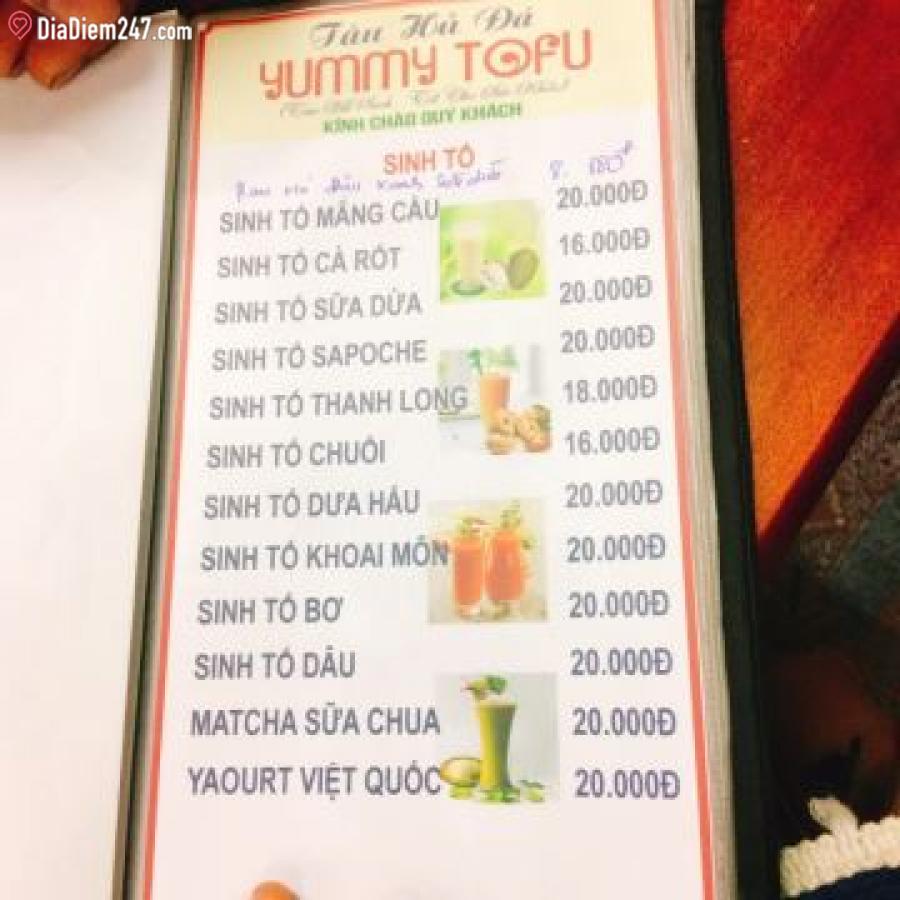 DiaDiem247.com
Tàu Hủ Đá
YUMMY TOFU
KÍNH CHÀO QUÝ KHÁCH
SINH TỐ
SINH TỐ MÃNG CẦU 20.000Đ
SINH TỐ CÀ RỐT 16.000Đ
SINH TỐ SỮA DỪA 20.000Đ
SINH TỐ SAPOCHE 20.000Đ
SINH TỐ THANH LONG 18.000Đ
SINH TỐ CHUỐI 16.000Đ
SINH TỐ DƯA HẤU 20.000Đ
SINH TỐ KHOAI MÔN 20.000Đ
SINH TỐ BƠ 20.000Đ
SINH TỐ DÂU 20.000Đ
MATCHA SỮA CHUA 20.000Đ
YAOURT VIỆT QUỐC 20.000Đ